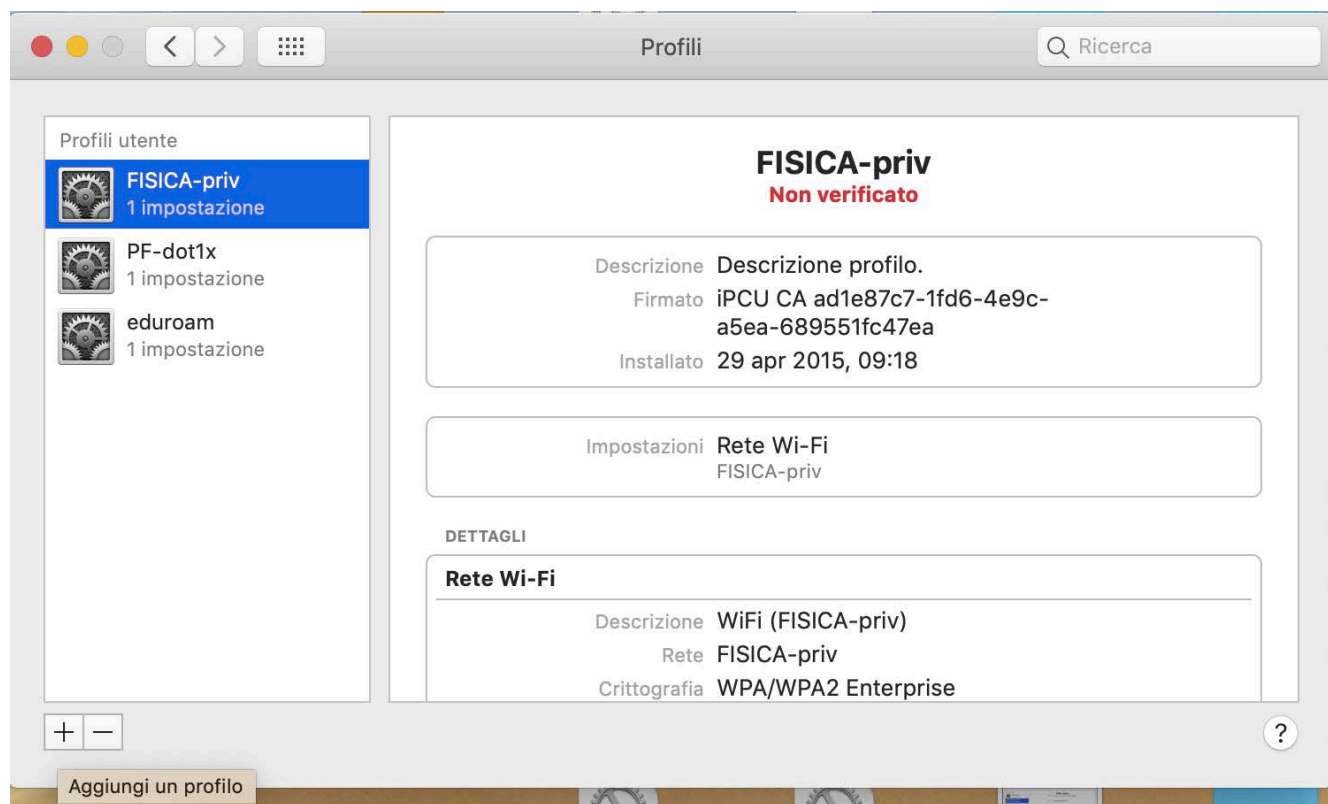 Profili
Ricerca
Profili utente
FISICA-priv
1 impostazione
PF-dot1x
1 impostazione
eduroam
1 impostazione
FISICA-priv
Non verificato
Descrizione Descrizione profilo.
Firmato iPCU CA ad1e87c7-1fd6-4e9c-
a5ea-689551fc47ea
Installato 29 apr 2015, 09:18
Impostazioni Rete Wi-Fi
FISICA-priv
DETTAGLI
Rete Wi-Fi
Descrizione WiFi (FISICA-priv)
Rete FISICA-priv
Crittografia WPA/WPA2 Enterprise
+ −
?
Aggiungi un profilo